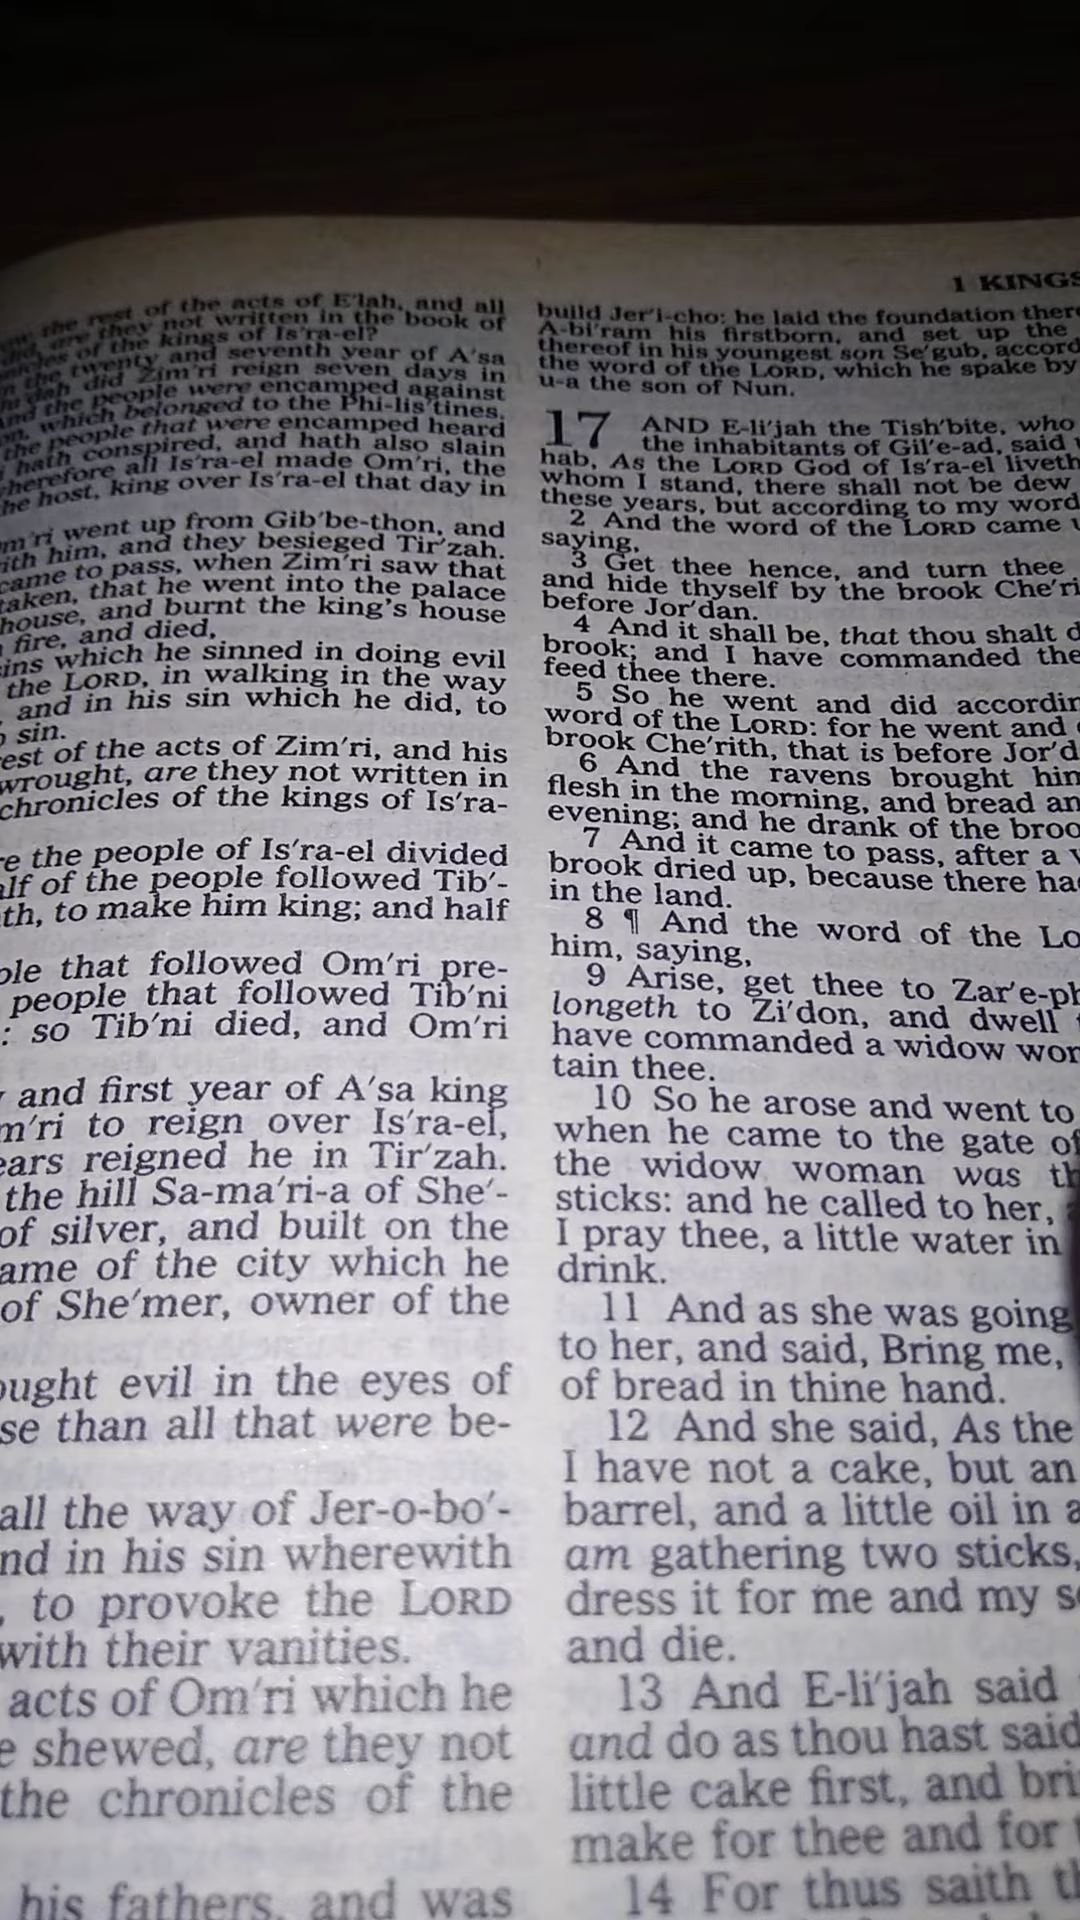 1 KINGS
the rest of the acts of E'lah, and all
did, are they not written in the book of
of the kings of Is'ra-el?
the twenty and seventh year of A'sa
dah did Zim'ri reign seven days in
And the people were encamped against
which belonged to the Phi-lis'tines.
the people that were encamped heard
hath conspired, and hath also slain
wherefore all Is'ra-el made Om'ri, the
he host, king over Is'ra-el that day in
m'ri went up from Gib'be-thon, and
ith him, and they besieged Tir'zah.
came to pass, when Zim'ri saw that
taken, that he went into the palace
house, and burnt the king's house
fire, and died,
ins which he sinned in doing evil
the LORD, in walking in the way
, and in his sin which he did, to
sin.
est of the acts of Zim'ri, and his
wrought, are they not written in
chronicles of the kings of Is'ra-
re the people of Is'ra-el divided
alf of the people followed Tib'-
th, to make him king; and half
ple that followed Om'ri pre-
people that followed Tib'ni
: so Tib'ni died, and Om'ri
and first year of A'sa king
m'ri to reign over Is'ra-el,
ears reigned he in Tir'zah.
the hill Sa-ma'ri-a of She'-
of silver, and built on the
ame of the city which he
of She'mer, owner of the
ought evil in the eyes of
se than all that were be-
all the way of Jer-o-bo'-
nd in his sin wherewith
, to provoke the LORD
with their vanities.
acts of Om'ri which he
e shewed, are they not
the chronicles of the
his fathers, and was
build Jer'i-cho: he laid the foundation there
A-bi'ram his firstborn, and set up the
thereof in his youngest son Se'gub, accord
the word of the LORD, which he spake by
u-a the son of Nun.
17 AND E-li'jah the Tish'bite, who
the inhabitants of Gil'e-ad, said
hab, As the LORD God of Is'ra-el liveth
whom I stand, there shall not be dew
these years, but according to my word
2 And the word of the LORD came u
saying,
3 Get thee hence, and turn thee
and hide thyself by the brook Che'ri
before Jor'dan.
4 And it shall be, that thou shalt d
brook; and I have commanded the
feed thee there.
5 So he went and did accordin
word of the LORD: for he went and
brook Che'rith, that is before Jor'd
6 And the ravens brought him
flesh in the morning, and bread an
evening; and he drank of the broo
7 And it came to pass, after a w
brook dried up, because there ha
in the land.
8 ¶ And the word of the Lo
him, saying,
9 Arise, get thee to Zar'e-ph
longeth to Zi'don, and dwell
have commanded a widow wom
tain thee.
10 So he arose and went to
when he came to the gate of
the widow woman was th
sticks: and he called to her,
I pray thee, a little water in
drink.
11 And as she was going
to her, and said, Bring me,
of bread in thine hand.
12 And she said, As the
I have not a cake, but an
barrel, and a little oil in a
am gathering two sticks,
dress it for me and my so
and die.
13 And E-li'jah said
and do as thou hast said
little cake first, and bri
make for thee and for
14 For thus saith th